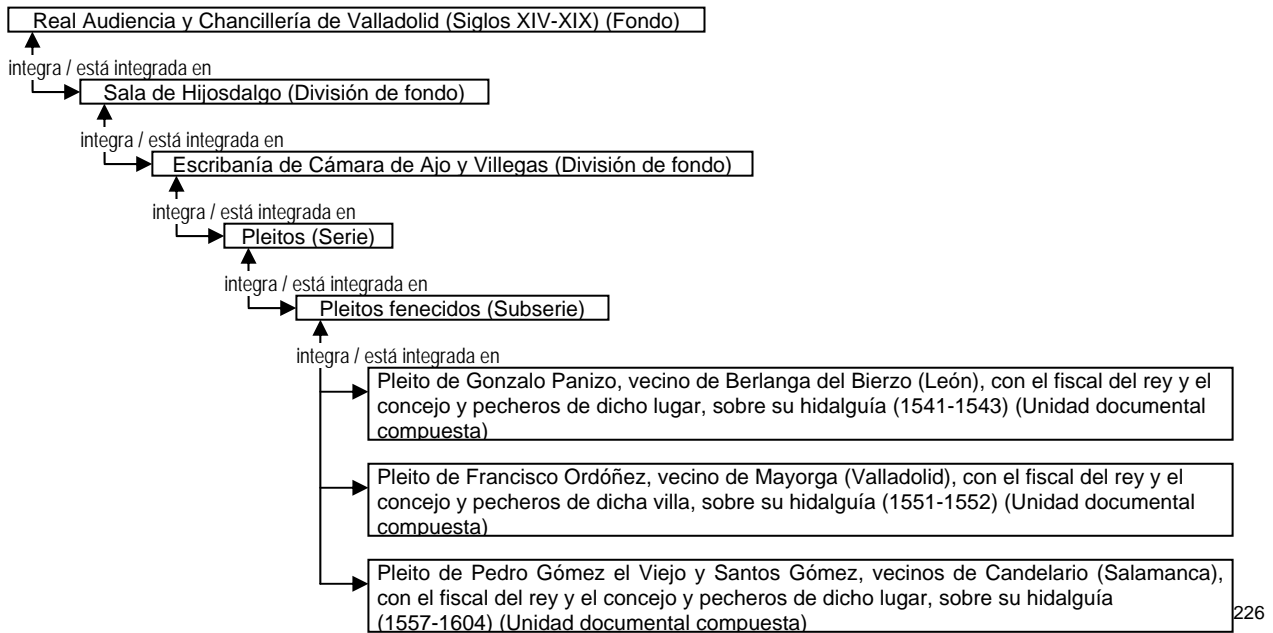 Real Audiencia y Chancillería de Valladolid (Siglos XIV-XIX) (Fondo)
integra / está integrada en
Sala de Hijosdalgo (División de fondo)
integra / está integrada en
Escribanía de Cámara de Ajo y Villegas (División de fondo)
integra / está integrada en
Pleitos (Serie)
integra / está integrada en
Pleitos fenecidos (Subserie)
integra / está integrada en
Pleito de Gonzalo Panizo, vecino de Berlanga del Bierzo (León), con el fiscal del rey y el
concejo y pecheros de dicho lugar, sobre su hidalguía (1541-1543) (Unidad documental
compuesta)
Pleito de Francisco Ordóñez, vecino de Mayorga (Valladolid), con el fiscal del rey y el
concejo y pecheros de dicha villa, sobre su hidalguía (1551-1552) (Unidad documental
compuesta)
Pleito de Pedro Gómez el Viejo y Santos Gómez, vecinos de Candelario (Salamanca),
con el fiscal del rey y el concejo y pecheros de dicho lugar, sobre su hidalguía
(1557-1604) (Unidad documental compuesta)
226